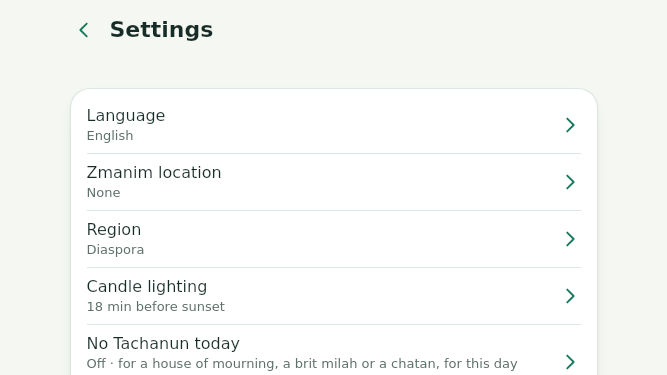 Settings
Language
English
Zmanim location
None
Region
Diaspora
Candle lighting
18 min before sunset
No Tachanun today
Off · for a house of mourning, a brit milah or a chatan, for this day